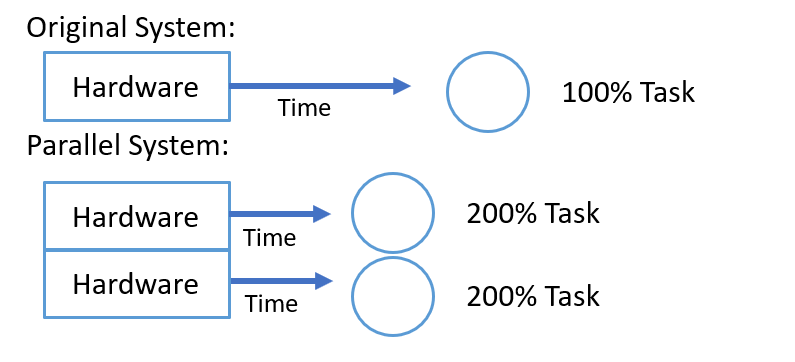 Original System:
Hardware
Time
100% Task
Parallel System:
Hardware
Time
200% Task
Hardware
Time
200% Task